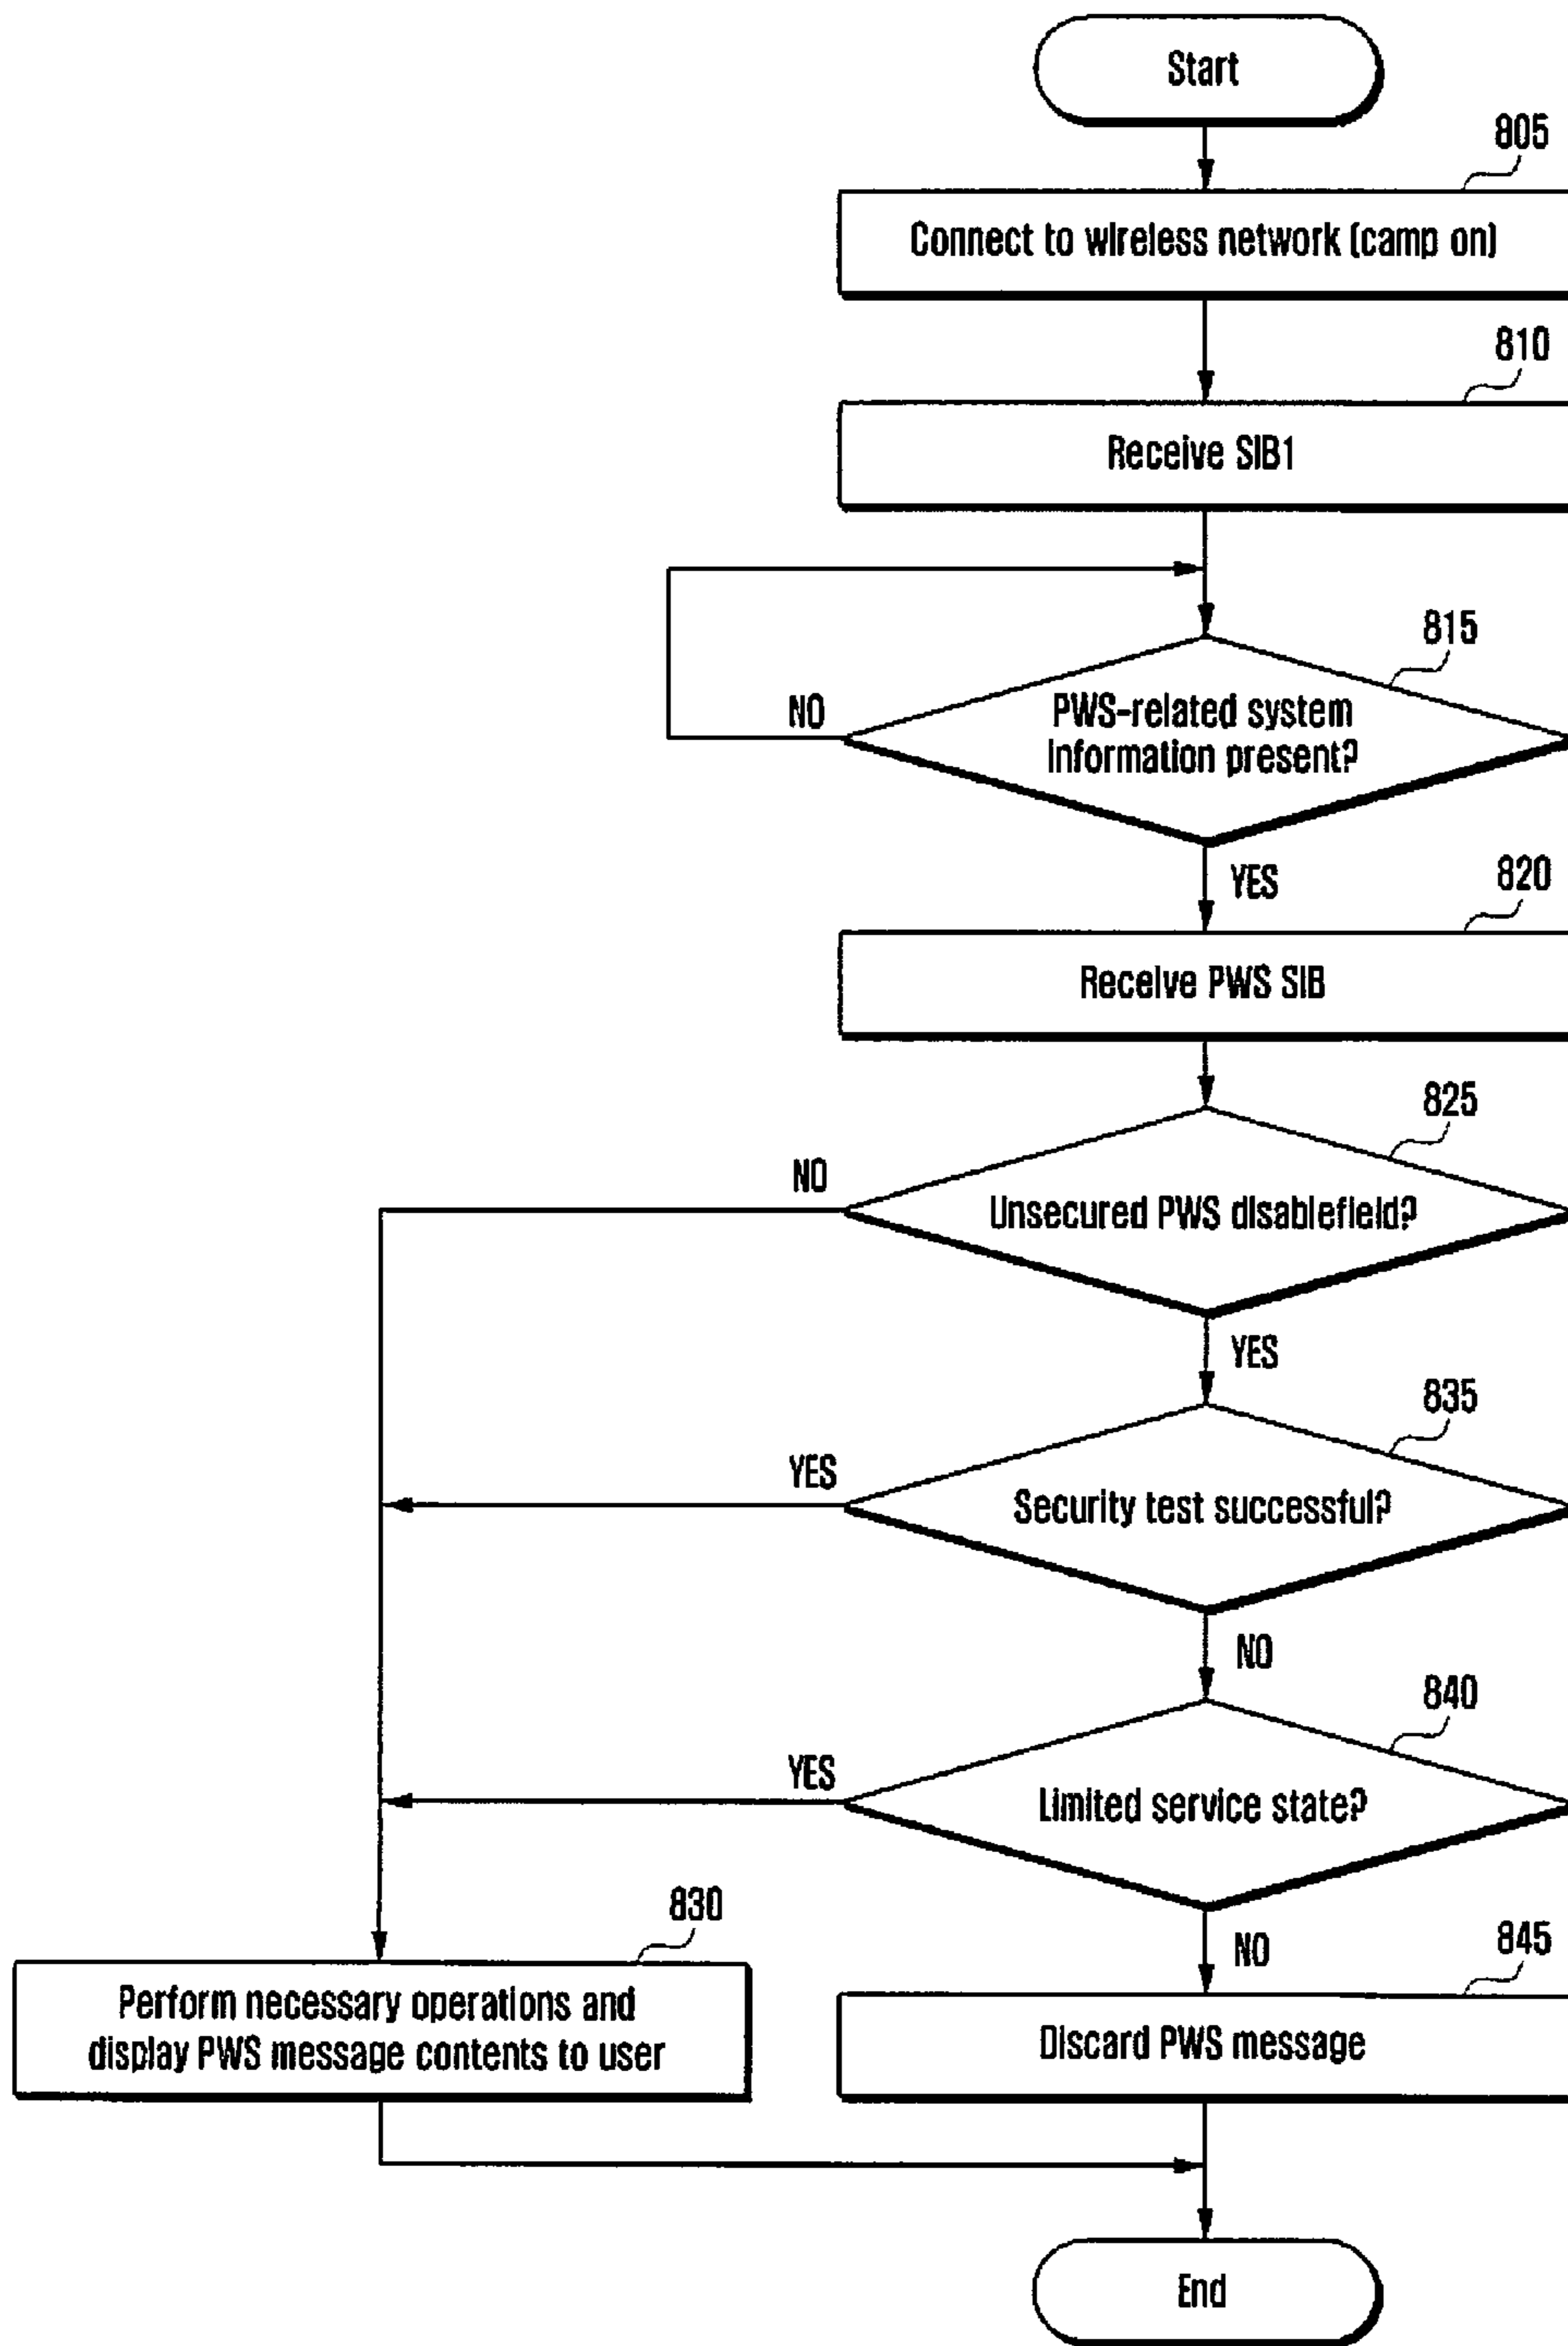 Start
805
Connect to wireless network (camp on)
810
Receive SIB1
815
NO
PWS-related system
information present?
YES
820
Receive PWS SIB
825
NO
Unsecured PWS disablefield?
YES
835
YES
Security test successful?
NO
840
YES
Limited service state?
830
NO
845
Perform necessary operations and
display PWS message contents to user
Discard PWS message
End